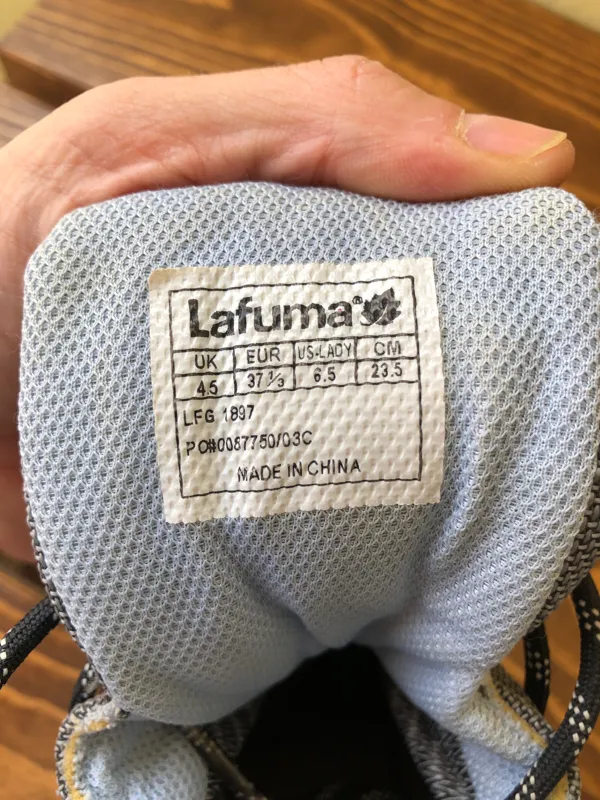 Lafuma®
UK EUR US-LADY CM
4.5 37 1/3 6.5 23.5
LFG 1897
PO#0087750/03C
MADE IN CHINA